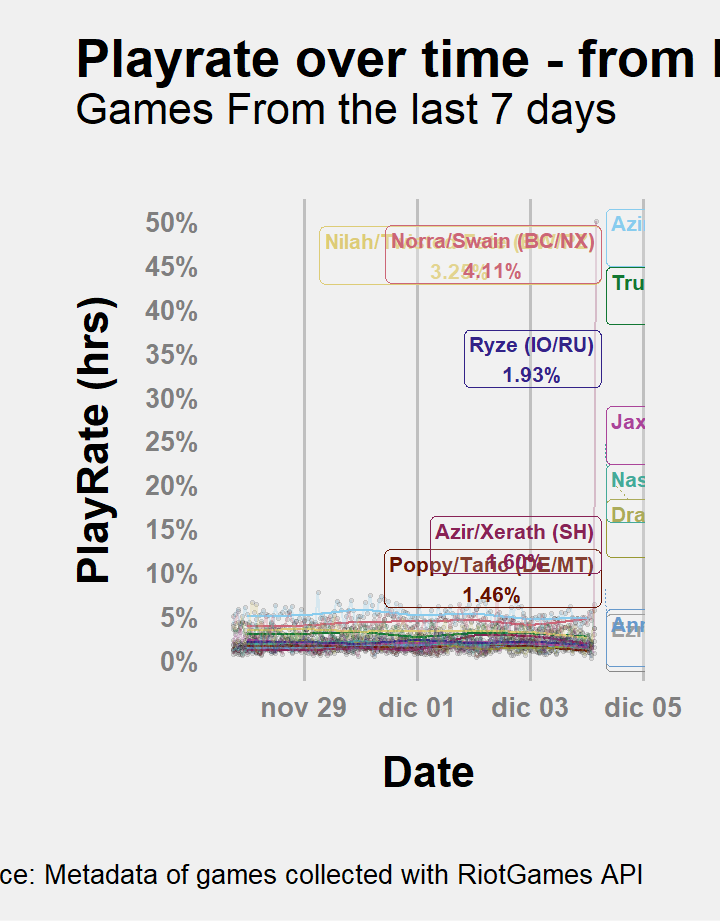 Playrate over time - from
Games From the last 7 days
PlayRate (hrs)
50%
45%
40%
35%
30%
25%
20%
15%
10%
5%
0%
Nilah/
Norra/Swain (BC/NX)
4.11%
Ryze (IO/RU)
1.93%
Azir/Xerath (SH)
1.60%
Poppy/Taric (DE/MT)
1.46%
Azi
Tru
Jax
Nas
Dra
nov 29
dic 01
dic 03
dic 05
Date
ce: Metadata of games collected with RiotGames API